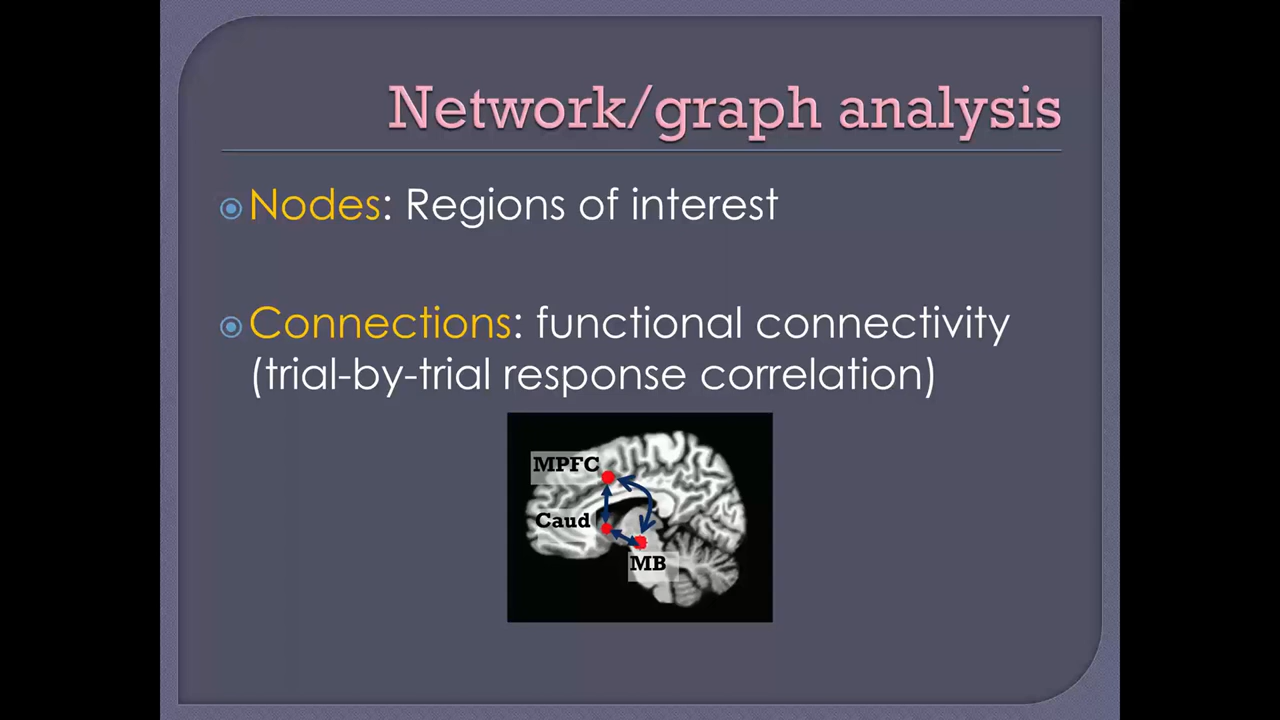 Network/graph analysis
Nodes: Regions of interest
Connections: functional connectivity
(trial-by-trial response correlation)
MPFC
Caud
MB